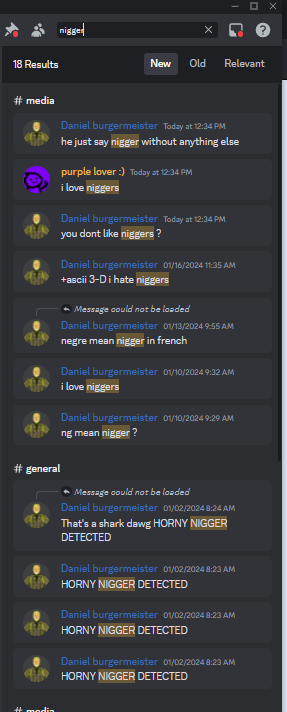 nigger
18 Results
New Old Relevant
# media
Daniel burgermeister Today at 12:34 PM
he just say nigger without anything else
purple lover :) Today at 12:34 PM
i love niggers
Daniel burgermeister Today at 12:34 PM
you dont like niggers ?
Daniel burgermeister 01/16/2024 11:35 AM
+ascii 3-D i hate niggers
Message could not be loaded
Daniel burgermeister 01/13/2024 9:55 AM
negre mean nigger in french
Daniel burgermeister 01/10/2024 9:32 AM
i love niggers
Daniel burgermeister 01/10/2024 9:29 AM
ng mean nigger ?
# general
Message could not be loaded
Daniel burgermeister 01/02/2024 8:24 AM
That's a shark dawg HORNY NIGGER
DETECTED
Daniel burgermeister 01/02/2024 8:23 AM
HORNY NIGGER DETECTED
Daniel burgermeister 01/02/2024 8:23 AM
HORNY NIGGER DETECTED
Daniel burgermeister 01/02/2024 8:23 AM
HORNY NIGGER DETECTED
# media